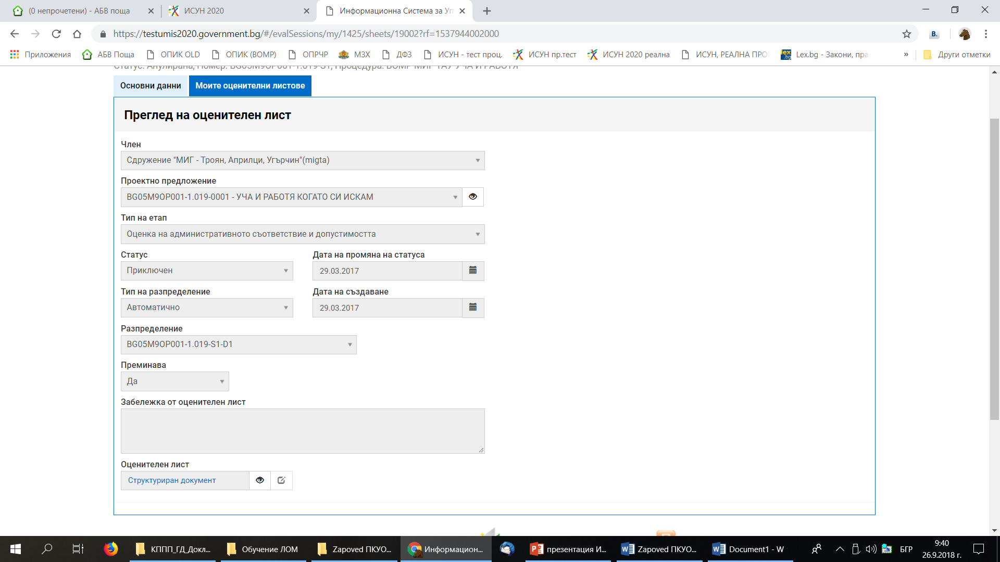 (0 непрочетени) - АБВ поща
ИСУН 2020
Информационна Система за Уп
https://testumis2020.government.bg/#/evalSessions/my/1425/sheets/19002?rf=1537944002000
B.
Приложения
АБВ Поща
ОПИК OLD
ОПИК (ВОМР)
ОПРЧР
МЗХ
ДФЗ
ИСУН - тест проц.
ИСУН пр.тест
ИСУН 2020 реална
ИСУН, РЕАЛНА ПРО
Lex.bg - Закони, пра
»
Други отметки
Статус: Анулирана, Номер: BG05M9OP001-1.019-S1, Процедура: ВОМР МИГ ТАУ УЧА И РАБОТЯ
Основни данни
Моите оценителни листове
Преглед на оценителен лист
Член
Сдружение "МИГ - Троян, Априлци, Угърчин"(migta)
Проектно предложение
BG05M9OP001-1.019-0001 - УЧА И РАБОТЯ КОГАТО СИ ИСКАМ
Тип на етап
Оценка на административното съответствие и допустимостта
Статус
Дата на промяна на статуса
Приключен
29.03.2017
Тип на разпределение
Дата на създаване
Автоматично
29.03.2017
Разпределение
BG05M9OP001-1.019-S1-D1
Преминава
Да
Забележка от оценителен лист
Оценителен лист
Структуриран документ
КППП_ГД_Докл...
Обучение ЛОМ
Zapoved ПКУО...
Информацион...
презентация И...
Zapoved ПКУО...
Document1 - W
БГР
9:40
26.9.2018 г.